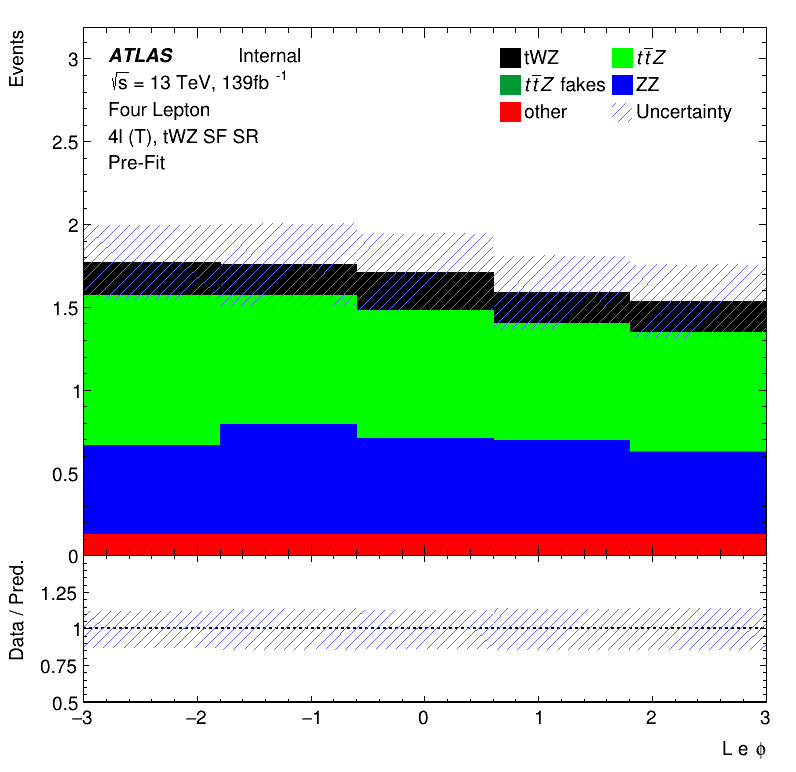 Events
3
2.5
2
1.5
1
0.5
0
ATLAS Internal
√s = 13 TeV, 139fb⁻¹
Four Lepton
4l (T), tWZ SF SR
Pre-Fit
tWZ tt̄Z
tt̄Z fakes ZZ
other Uncertainty
Data / Pred.
1.25
1
0.75
0.5
−3 −2 −1 0 1 2 3
L e ϕ